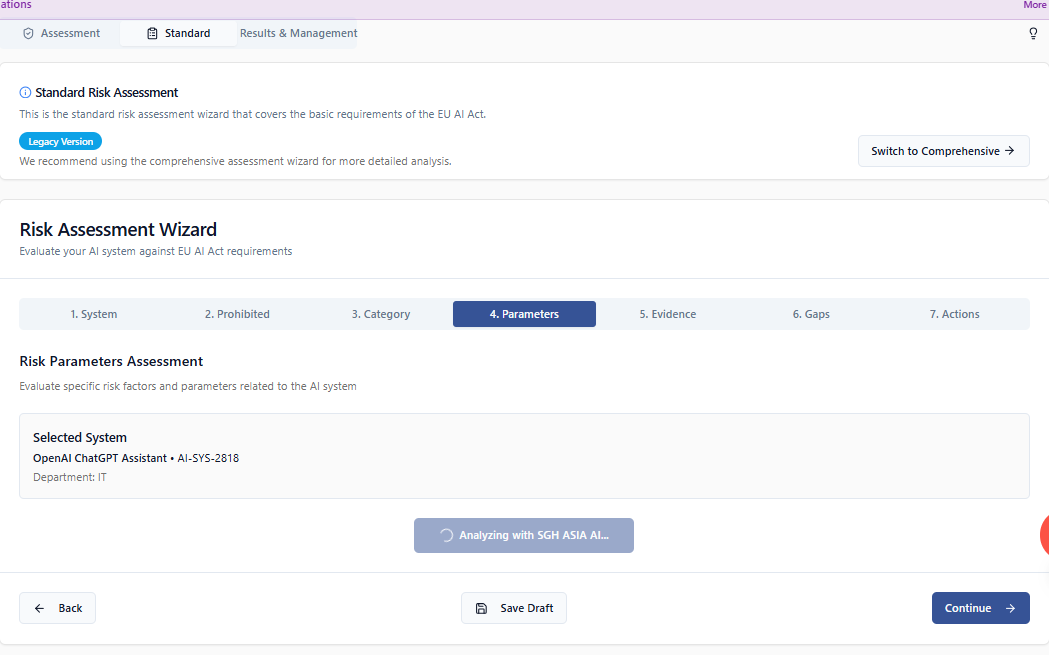 ations
More
Assessment
Standard
Results & Management
Standard Risk Assessment
This is the standard risk assessment wizard that covers the basic requirements of the EU AI Act.
Legacy Version
We recommend using the comprehensive assessment wizard for more detailed analysis.
Switch to Comprehensive
Risk Assessment Wizard
Evaluate your AI system against EU AI Act requirements
1. System
2. Prohibited
3. Category
4. Parameters
5. Evidence
6. Gaps
7. Actions
Risk Parameters Assessment
Evaluate specific risk factors and parameters related to the AI system
Selected System
OpenAI ChatGPT Assistant • AI-SYS-2818
Department: IT
Analyzing with SGH ASIA AI...
Back
Save Draft
Continue